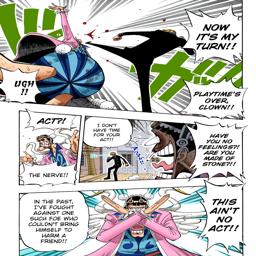 NOW
IT'S MY
TURN!!
UGH
!!
PLAYTIME'S
OVER,
CLOWN!!
ACT?!
THE NERVE!!
I DON'T
HAVE TIME
FOR YOUR
ACT!!
HAVE YOU
NO
FEELINGS?!
ARE YOU
MADE OF
STONE?!!
IN THE PAST,
I'VE FOUGHT
AGAINST ONE
SUCH FOE WHO
COULDN'T BRING
HIMSELF TO
HARM A
FRIEND!!
THIS
AIN'T
NO
ACT!!